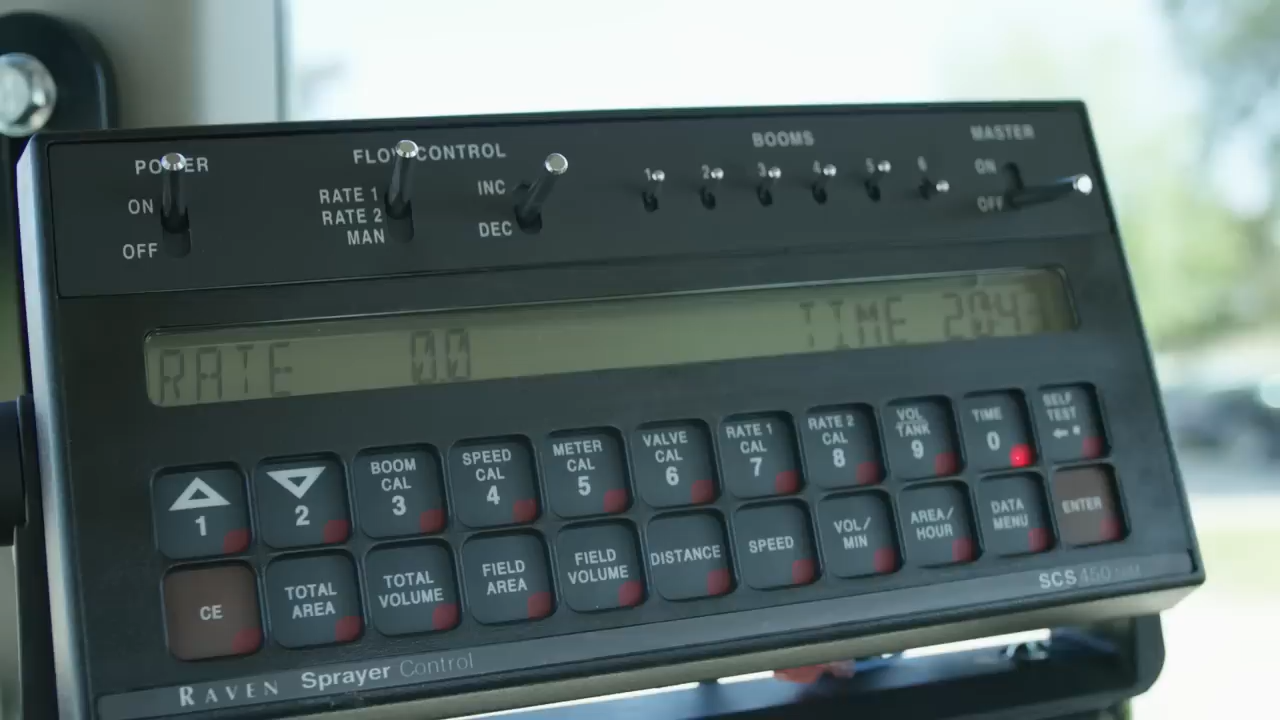 POWER
ON
OFF
FLOW CONTROL
RATE 1
RATE 2
MAN
INC
DEC
BOOMS
1 2 3 4 5 6
MASTER
ON
OFF
RATE 0.0 TIME
1
2
BOOM CAL 3
SPEED CAL 4
METER CAL 5
VALVE CAL 6
RATE 1 CAL 7
RATE 2 CAL 8
VOL TANK 9
TIME 0
SELF TEST
CE
TOTAL AREA
TOTAL VOLUME
FIELD AREA
FIELD VOLUME
DISTANCE
SPEED
VOL/ MIN
AREA/ HOUR
DATA MENU
ENTER
RAVEN Sprayer Control
SCS 450